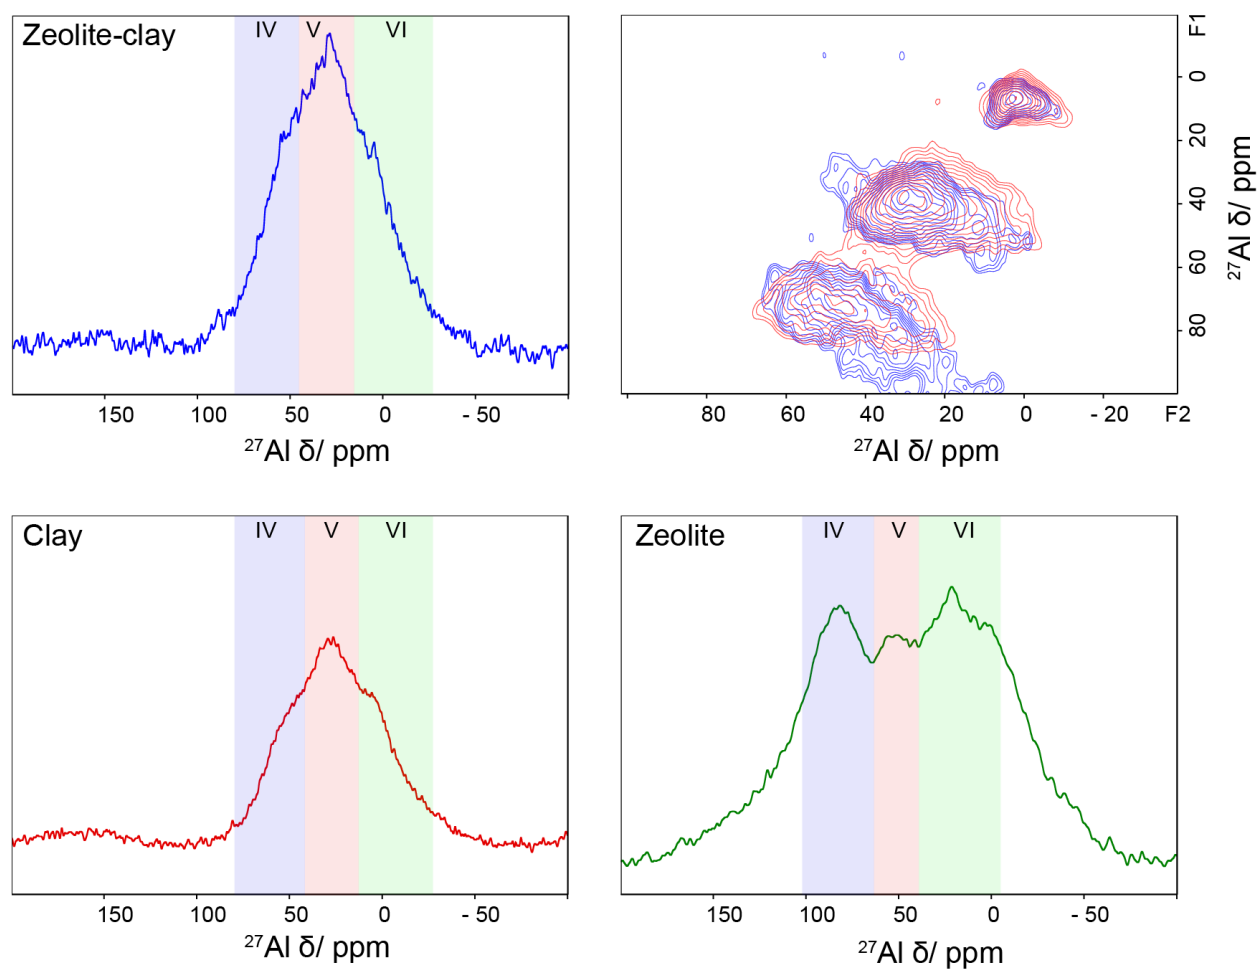 Zeolite-clay
IV V VI
150 100 50 0 - 50
²⁷Al δ/ ppm
F1
0
20
40
60
80
²⁷Al δ/ ppm
80 60 40 20 0 - 20 F2
²⁷Al δ/ ppm
Clay
IV V VI
150 100 50 0 - 50
²⁷Al δ/ ppm
Zeolite
IV V VI
150 100 50 0 - 50
²⁷Al δ/ ppm